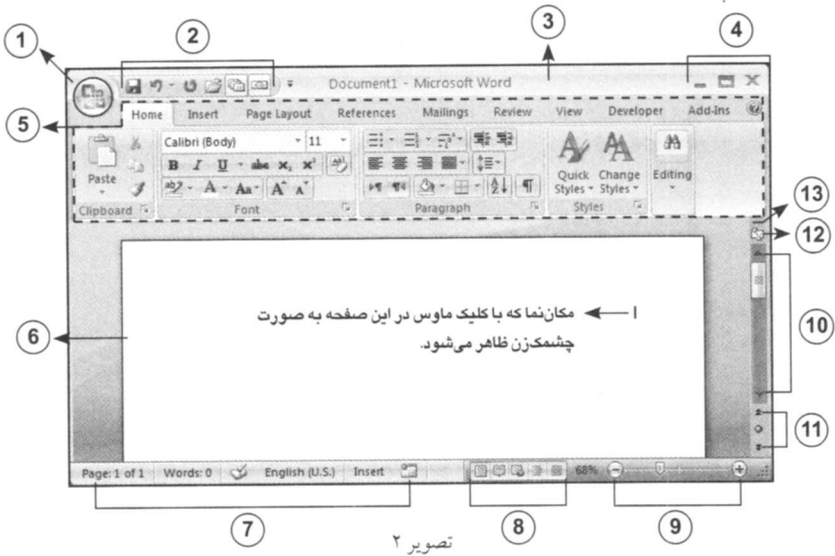 1
2
3
4
Document1 - Microsoft Word
5
Home Insert Page Layout References Mailings Review View Developer Add-Ins
Calibri (Body) 11
B I U abc X₂ X²
ab A Aa A A
Paste
Quick Styles
Change Styles
Editing
Clipboard Font Paragraph Styles
13
12
6
مکان‌نما که با کلیک ماوس در این صفحه به صورت
چشمک‌زن ظاهر می‌شود.
10
11
Page: 1 of 1 Words: 0 English (U.S.) Insert 68%
7
8
9
تصویر ۲